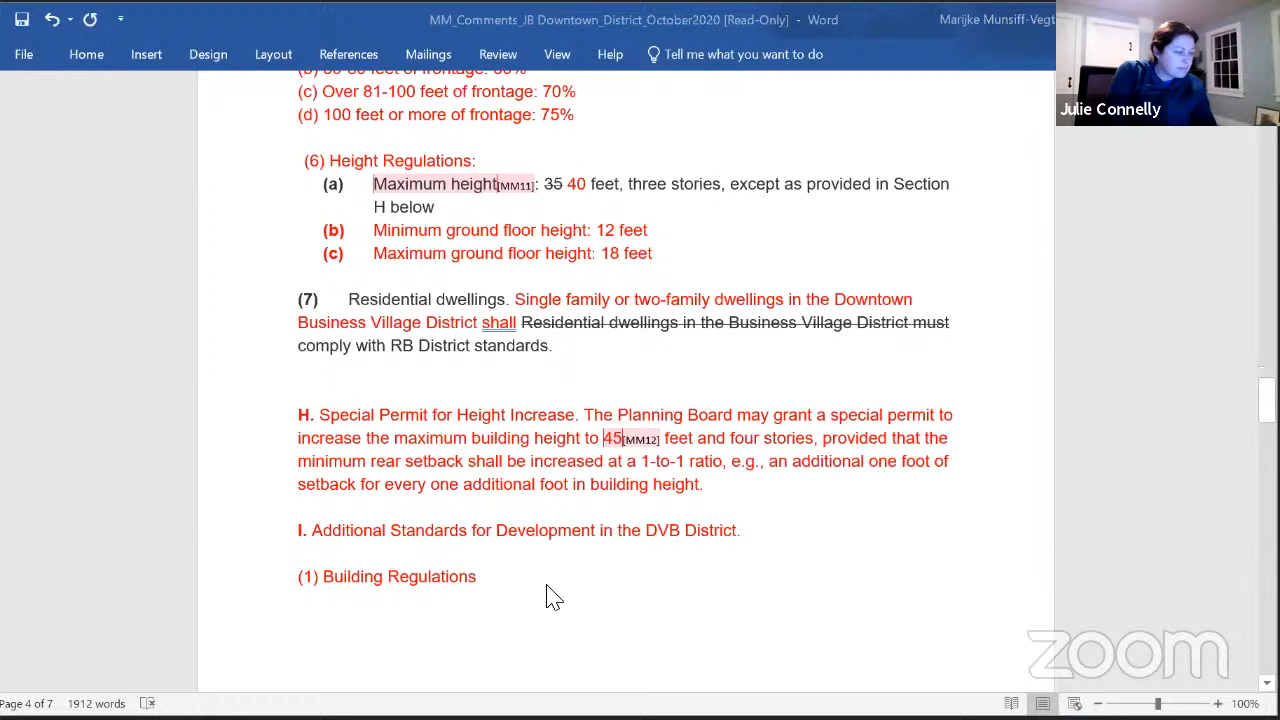 MM_Comments_JB Downtown_District_October2020 [Read-Only] - Word
Marijke Munsiff-Vegt
File Home Insert Design Layout References Mailings Review View Help Tell me what you want to do
Julie Connelly
(c) Over 81-100 feet of frontage: 70%
(d) 100 feet or more of frontage: 75%
(6) Height Regulations:
(a) Maximum height[MM11]: 35 40 feet, three stories, except as provided in Section
H below
(b) Minimum ground floor height: 12 feet
(c) Maximum ground floor height: 18 feet
(7) Residential dwellings. Single family or two-family dwellings in the Downtown
Business Village District shall Residential dwellings in the Business Village District must
comply with RB District standards.
H. Special Permit for Height Increase. The Planning Board may grant a special permit to
increase the maximum building height to 45[MM12] feet and four stories, provided that the
minimum rear setback shall be increased at a 1-to-1 ratio, e.g., an additional one foot of
setback for every one additional foot in building height.
I. Additional Standards for Development in the DVB District.
(1) Building Regulations
zoom
Page 4 of 7 1912 words
100%